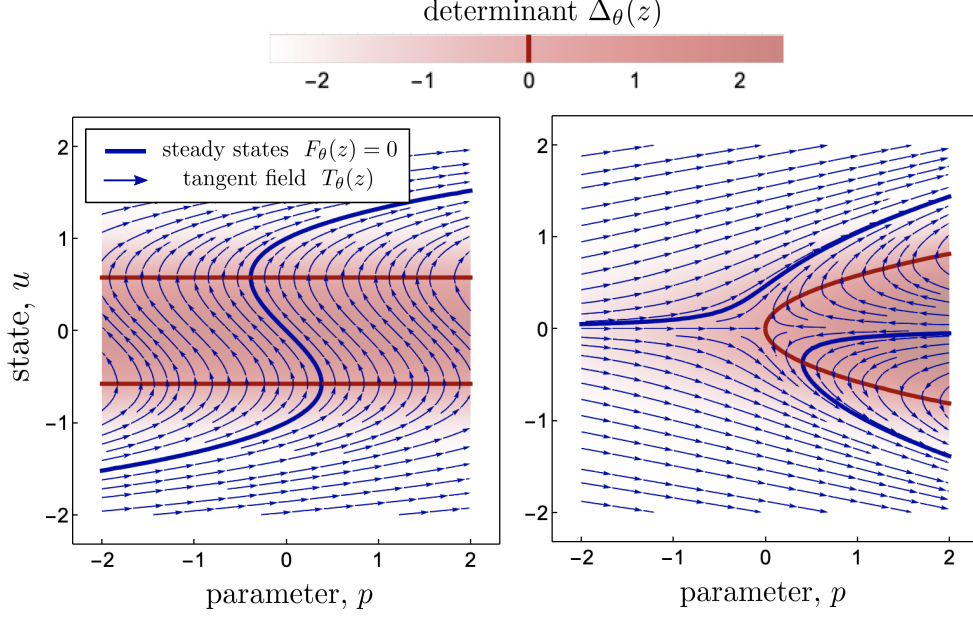 determinant Δθ(z)
−2 −1 0 1 2
steady states Fθ(z) = 0
tangent field Tθ(z)
state, u
2
1
0
−1
−2
−2 −1 0 1 2
parameter, p
2
1
0
−1
−2
−2 −1 0 1 2
parameter, p